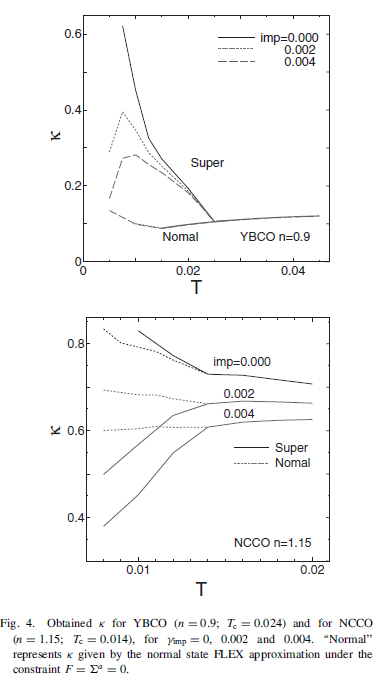 0.6
imp=0.000
0.002
0.004
0.4
κ
Super
0.2
Nomal
YBCO n=0.9
0
0
0.02
0.04
T
0.8
imp=0.000
0.002
κ
0.6
0.004
Super
Nomal
0.4
NCCO n=1.15
0.01
0.02
T
Fig. 4. Obtained κ for YBCO (n = 0.9; Tc = 0.024) and for NCCO
(n = 1.15; Tc = 0.014), for γimp = 0, 0.002 and 0.004. “Normal”
represents κ given by the normal state FLEX approximation under the
constraint F = Σa = 0.